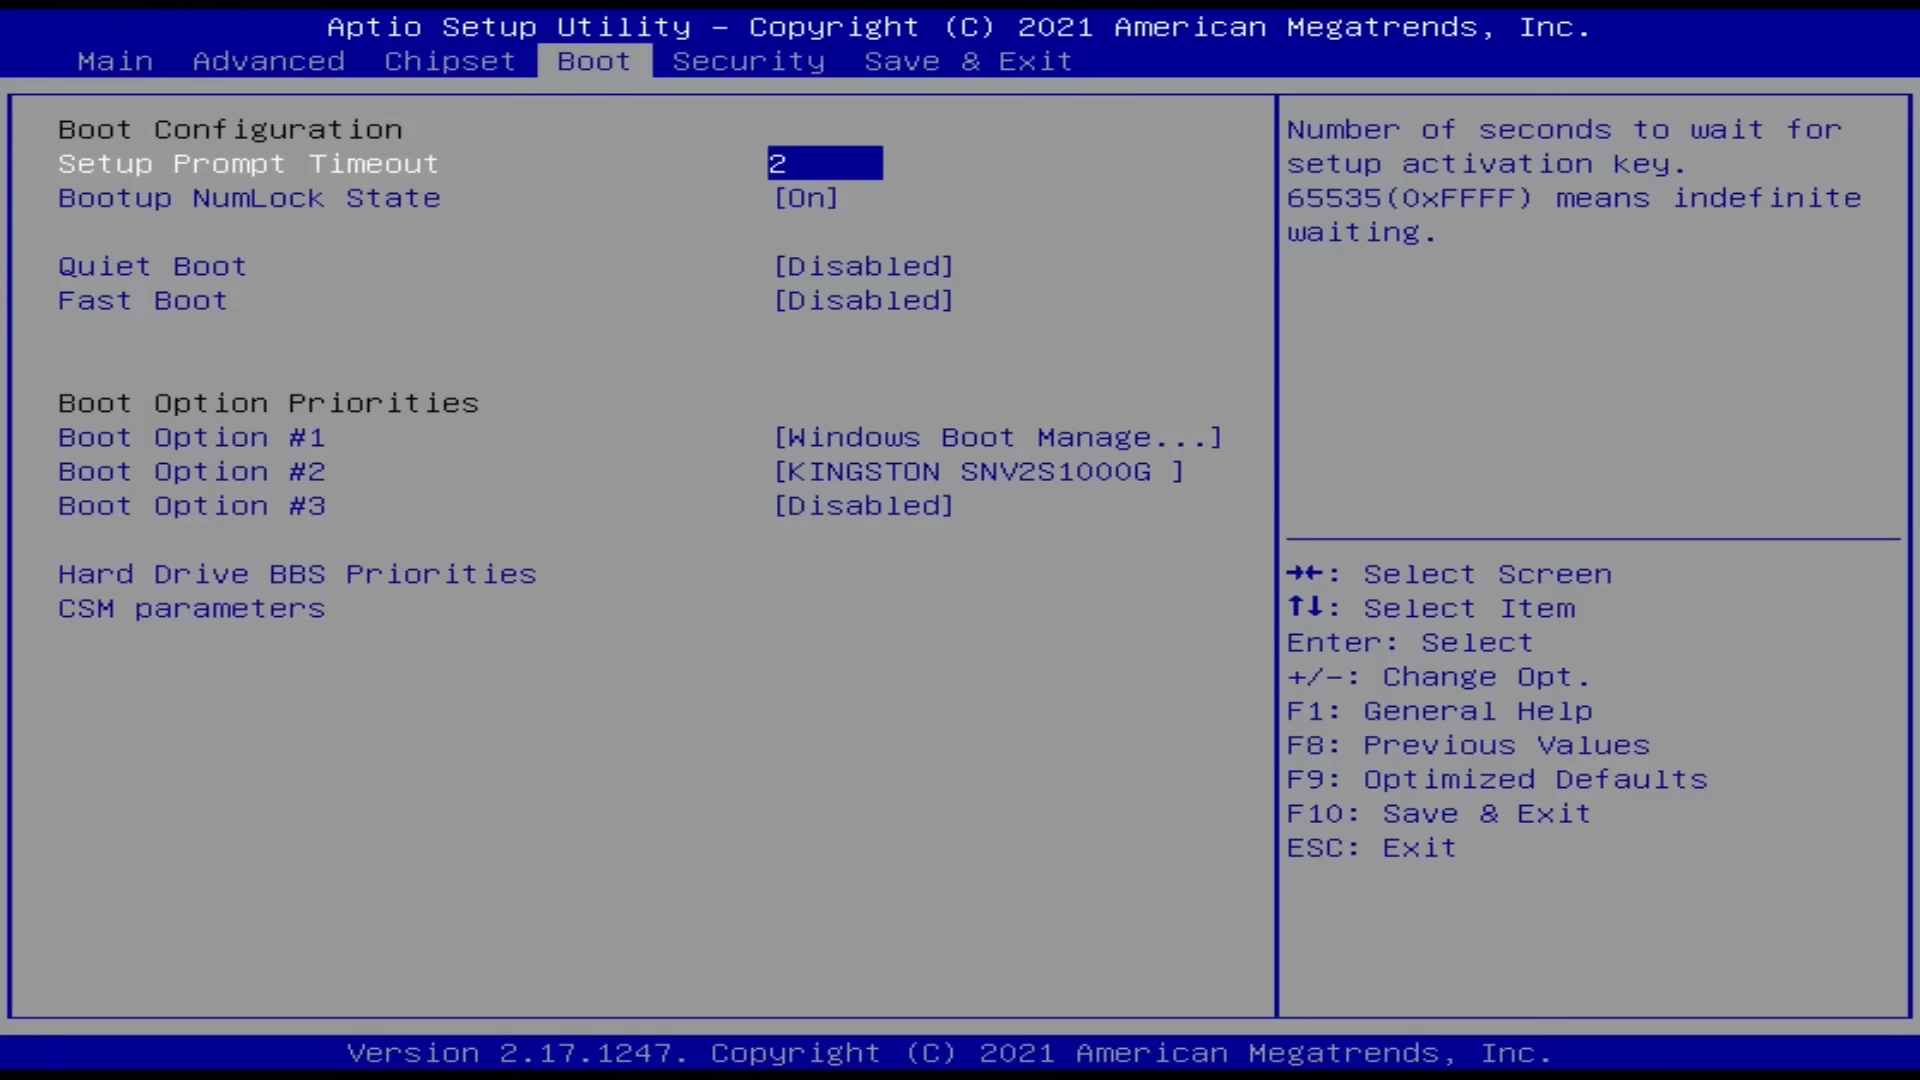 Aptio Setup Utility - Copyright (C) 2021 American Megatrends, Inc.
Main Advanced Chipset Boot Security Save & Exit
Boot Configuration
Setup Prompt Timeout 2
Bootup NumLock State [On]
Quiet Boot [Disabled]
Fast Boot [Disabled]
Boot Option Priorities
Boot Option #1 [Windows Boot Manage...]
Boot Option #2 [KINGSTON SNV2S1000G ]
Boot Option #3 [Disabled]
Hard Drive BBS Priorities
CSM parameters
Number of seconds to wait for
setup activation key.
65535(0xFFFF) means indefinite
waiting.
→←: Select Screen
↑↓: Select Item
Enter: Select
+/-: Change Opt.
F1: General Help
F8: Previous Values
F9: Optimized Defaults
F10: Save & Exit
ESC: Exit
Version 2.17.1247. Copyright (C) 2021 American Megatrends, Inc.